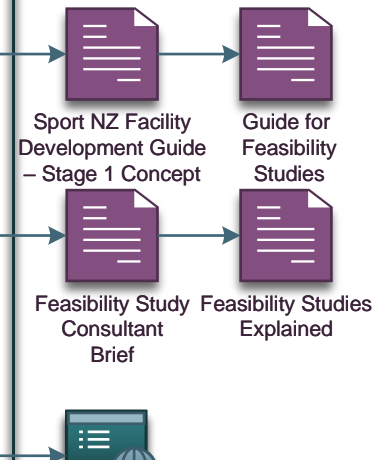 Sport NZ Facility
Development Guide
– Stage 1 Concept
Guide for
Feasibility
Studies
Feasibility Study
Consultant
Brief
Feasibility Studies
Explained